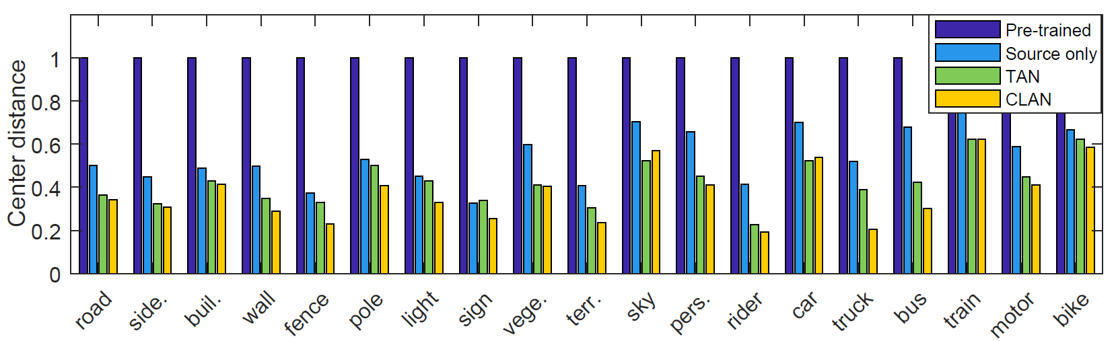 Center distance
1
0.8
0.6
0.4
0.2
0
road
side.
buil.
wall
fence
pole
light
sign
vege.
terr.
sky
pers.
rider
car
truck
bus
train
motor
bike
Pre-trained
Source only
TAN
CLAN